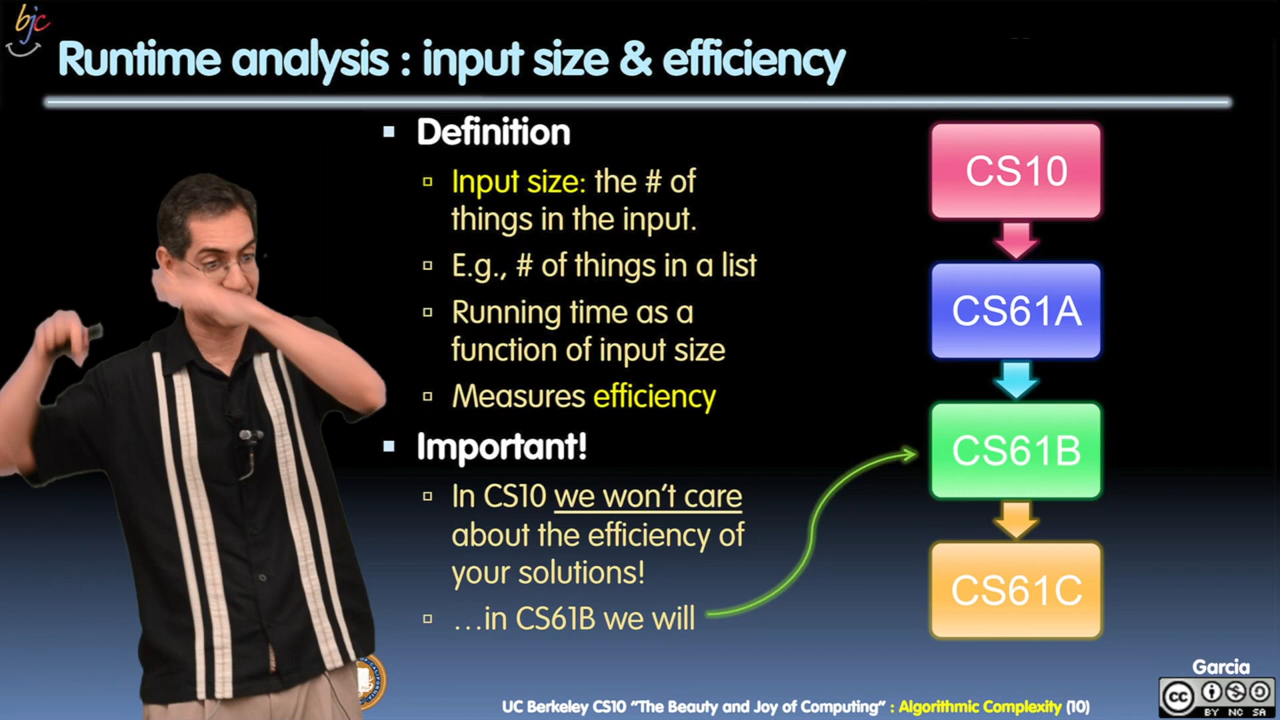 bjc
Runtime analysis : input size & efficiency
Definition
Input size: the # of
things in the input.
E.g., # of things in a list
Running time as a
function of input size
Measures efficiency
Important!
In CS10 we won't care
about the efficiency of
your solutions!
...in CS61B we will
CS10
CS61A
CS61B
CS61C
Garcia
UC Berkeley CS10 "The Beauty and Joy of Computing" : Algorithmic Complexity (10)
cc
BY NC SA